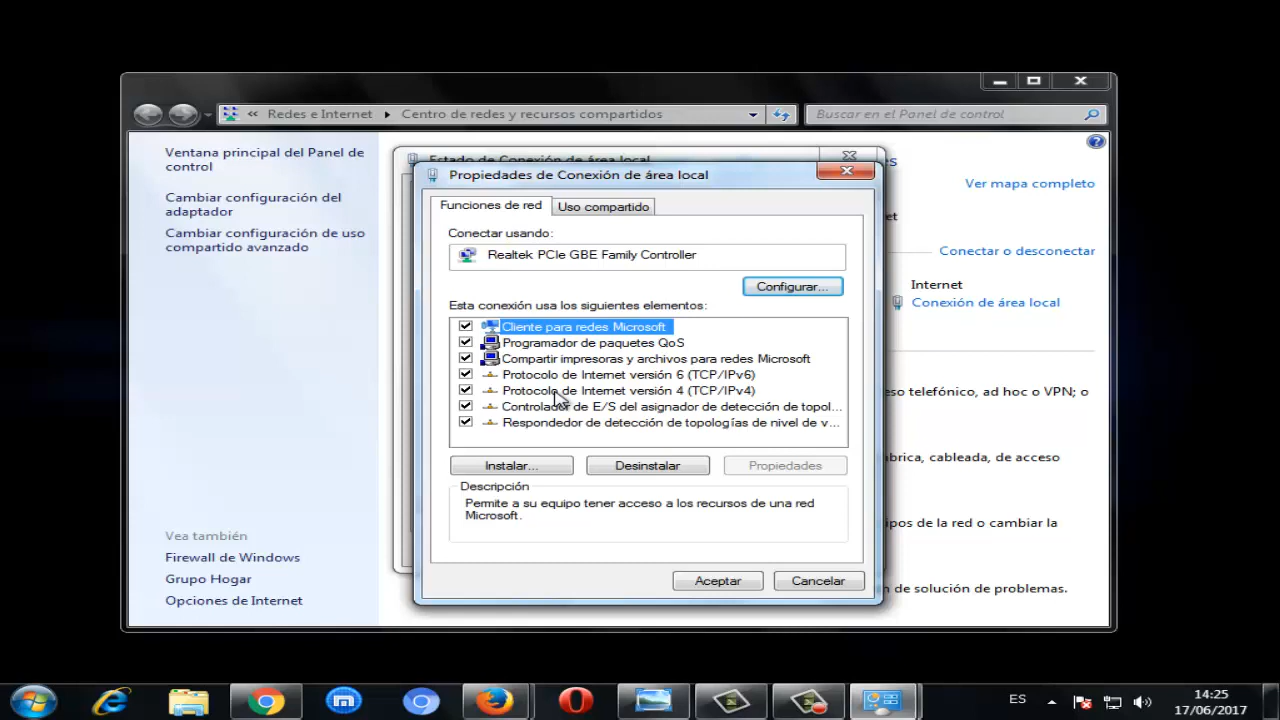 « Redes e Internet ▸ Centro de redes y recursos compartidos
Buscar en el Panel de control
Ventana principal del Panel de
control
Cambiar configuración del
adaptador
Cambiar configuración de uso
compartido avanzado
Vea también
Firewall de Windows
Grupo Hogar
Opciones de Internet
Estado de Conexión de área local
Propiedades de Conexión de área local
Funciones de red
Uso compartido
Conectar usando:
Realtek PCIe GBE Family Controller
Configurar...
Esta conexión usa los siguientes elementos:
Cliente para redes Microsoft
Programador de paquetes QoS
Compartir impresoras y archivos para redes Microsoft
Protocolo de Internet versión 6 (TCP/IPv6)
Protocolo de Internet versión 4 (TCP/IPv4)
Controlador de E/S del asignador de detección de topol...
Respondedor de detección de topologías de nivel de v...
Instalar...
Desinstalar
Propiedades
Descripción
Permite a su equipo tener acceso a los recursos de una red
Microsoft.
Aceptar
Cancelar
es
Ver mapa completo
et
Conectar o desconectar
Internet
Conexión de área local
so telefónico, ad hoc o VPN; o
brica, cableada, de acceso
ipos de la red o cambiar la
n de solución de problemas.
ES
14:25
17/06/2017